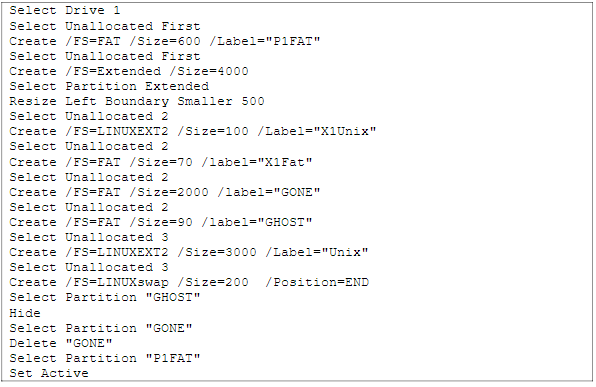 Select Drive 1
Select Unallocated First
Create /FS=FAT /Size=600 /Label="P1FAT"
Select Unallocated First
Create /FS=Extended /Size=4000
Select Partition Extended
Resize Left Boundary Smaller 500
Select Unallocated 2
Create /FS=LINUXEXT2 /Size=100 /Label="X1Unix"
Select Unallocated 2
Create /FS=FAT /Size=70 /label="X1Fat"
Select Unallocated 2
Create /FS=FAT /Size=2000 /label="GONE"
Select Unallocated 2
Create /FS=FAT /Size=90 /label="GHOST"
Select Unallocated 3
Create /FS=LINUXEXT2 /Size=3000 /Label="Unix"
Select Unallocated 3
Create /FS=LINUXswap /Size=200  /Position=END
Select Partition "GHOST"
Hide
Select Partition "GONE"
Delete "GONE"
Select Partition "P1FAT"
Set Active